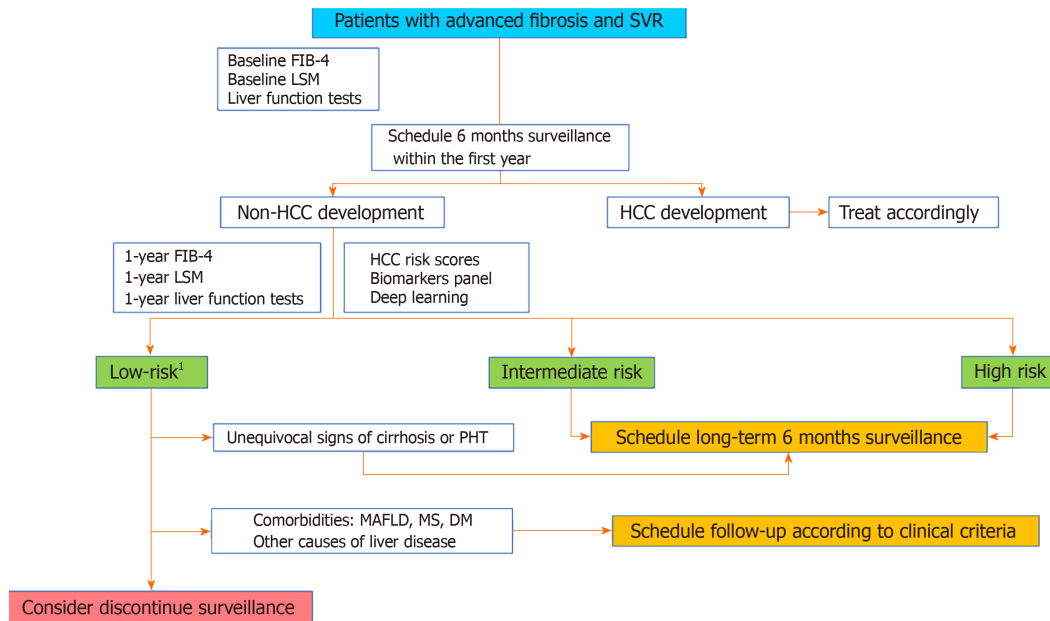 Patients with advanced fibrosis and SVR
Baseline FIB-4
Baseline LSM
Liver function tests
Schedule 6 months surveillance
within the first year
Non-HCC development
HCC development
Treat accordingly
1-year FIB-4
1-year LSM
1-year liver function tests
HCC risk scores
Biomarkers panel
Deep learning
Low-risk¹
Intermediate risk
High risk
Unequivocal signs of cirrhosis or PHT
Schedule long-term 6 months surveillance
Comorbidities: MAFLD, MS, DM
Other causes of liver disease
Schedule follow-up according to clinical criteria
Consider discontinue surveillance